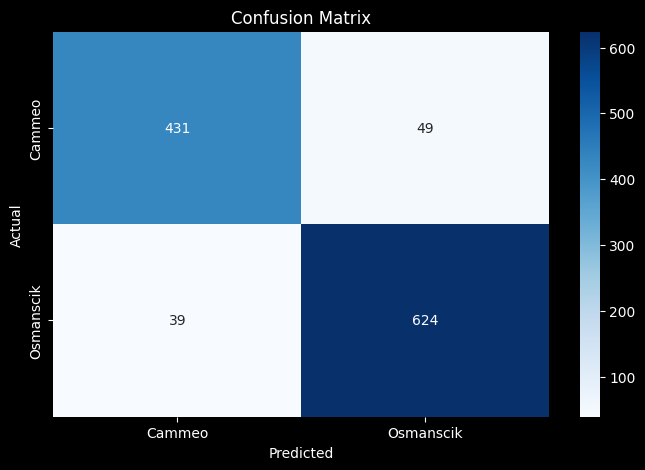 Confusion Matrix
Actual
Cammeo
Osmanscik
431
49
39
624
Cammeo
Osmanscik
Predicted
600
500
400
300
200
100